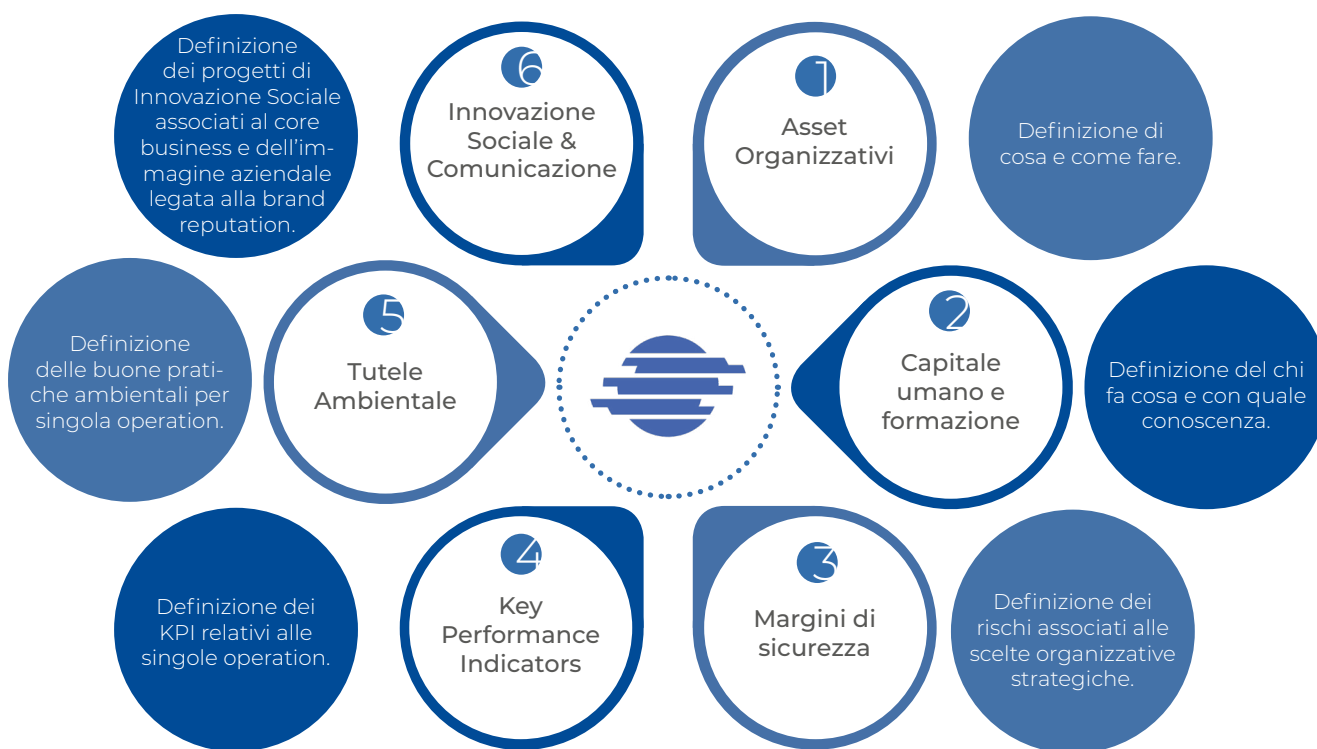 1
Asset
Organizzativi
Definizione di
cosa e come fare.
2
Capitale
umano e
formazione
Definizione del chi
fa cosa e con quale
conoscenza.
3
Margini di
sicurezza
Definizione dei
rischi associati alle
scelte organizzative
strategiche.
4
Key
Performance
Indicators
Definizione dei
KPI relativi alle
singole operation.
5
Tutele
Ambientale
Definizione
delle buone prati-
che ambientali per
singola operation.
6
Innovazione
Sociale &
Comunicazione
Definizione
dei progetti di
Innovazione Sociale
associati al core
business e dell’im-
magine aziendale
legata alla brand
reputation.